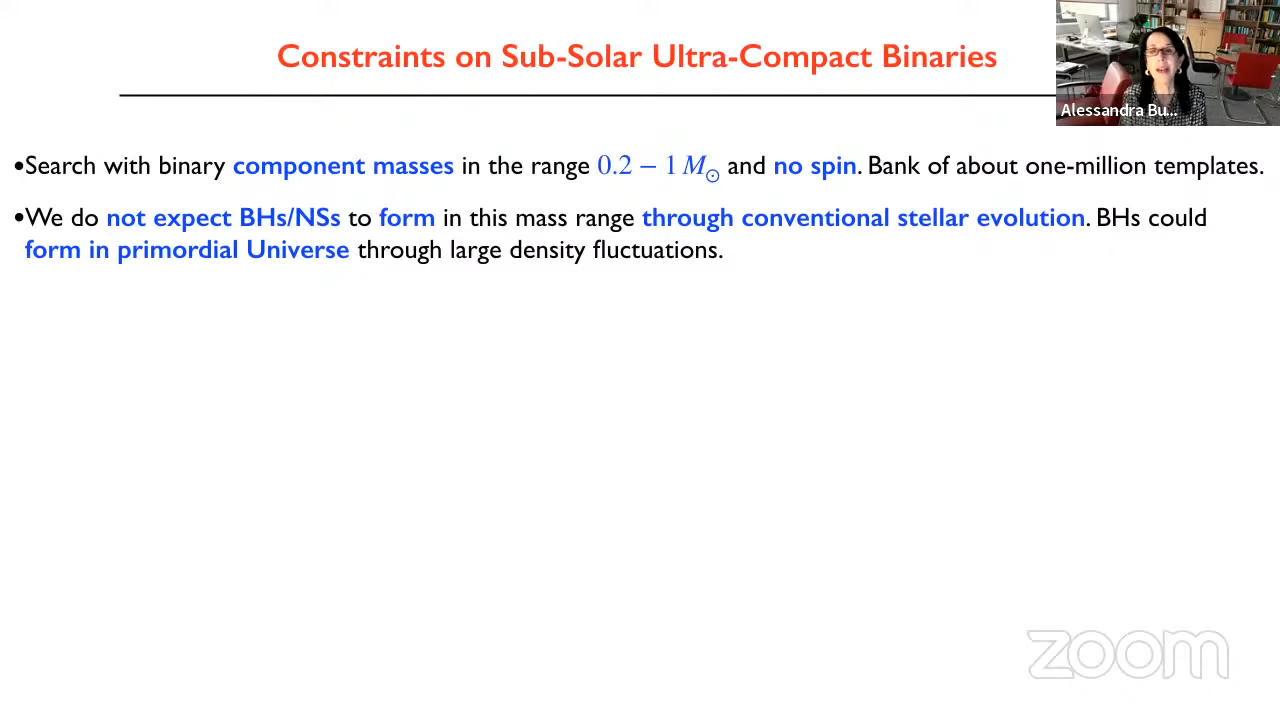 Constraints on Sub-Solar Ultra-Compact Binaries
Alessandra Bu...
•Search with binary component masses in the range 0.2 − 1 M⊙ and no spin. Bank of about one-million templates.
•We do not expect BHs/NSs to form in this mass range through conventional stellar evolution. BHs could
form in primordial Universe through large density fluctuations.
zoom